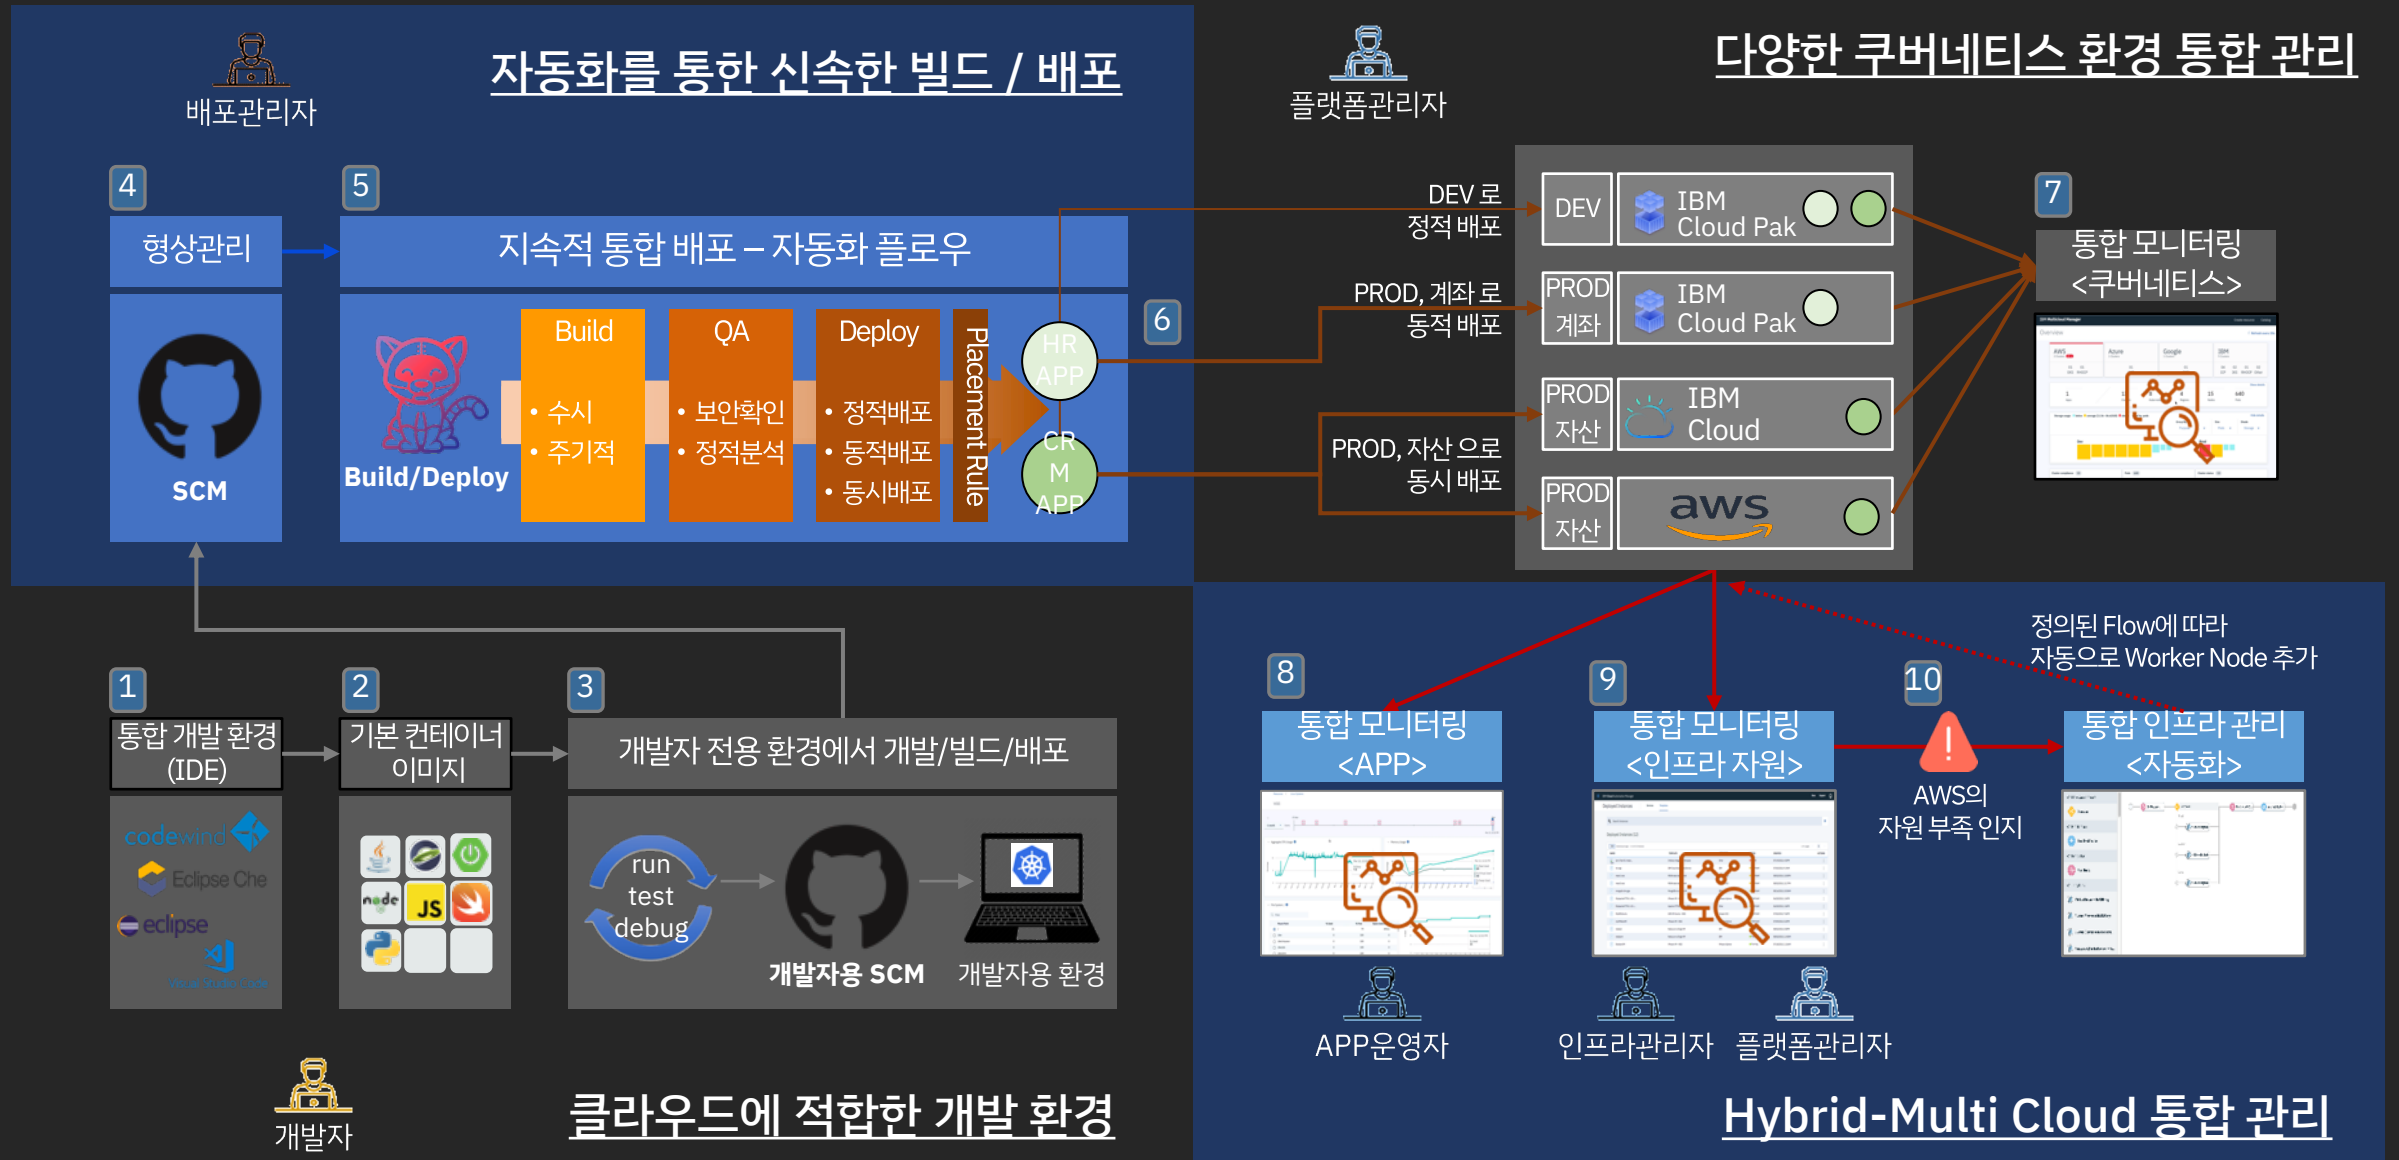 배포관리자
자동화를 통한 신속한 빌드 / 배포
4
형상관리
SCM
5
지속적 통합 배포 – 자동화 플로우
Build/Deploy
Build
• 수시
• 주기적
QA
• 보안확인
• 정적분석
Deploy
• 정적배포
• 동적배포
• 동시배포
Placement Rule
HR
APP
CR
M
APP
6
플랫폼관리자
다양한 쿠버네티스 환경 통합 관리
DEV 로
정적 배포
PROD, 계좌 로
동적 배포
PROD, 자산 으로
동시 배포
DEV
IBM
Cloud Pak
PROD
계좌
IBM
Cloud Pak
PROD
자산
IBM
Cloud
PROD
자산
aws
7
통합 모니터링
<쿠버네티스>
AWS
Azure
Google
IBM
1
통합 개발 환경
(IDE)
codewind
Eclipse Che
eclipse
Visual Studio Code
2
기본 컨테이너
이미지
node
JS
3
개발자 전용 환경에서 개발/빌드/배포
run
test
debug
개발자용 SCM
개발자용 환경
개발자
클라우드에 적합한 개발 환경
8
통합 모니터링
<APP>
APP운영자
9
통합 모니터링
<인프라 자원>
인프라관리자
플랫폼관리자
10
AWS의
자원 부족 인지
정의된 Flow에 따라
자동으로 Worker Node 추가
통합 인프라 관리
<자동화>
Hybrid-Multi Cloud 통합 관리